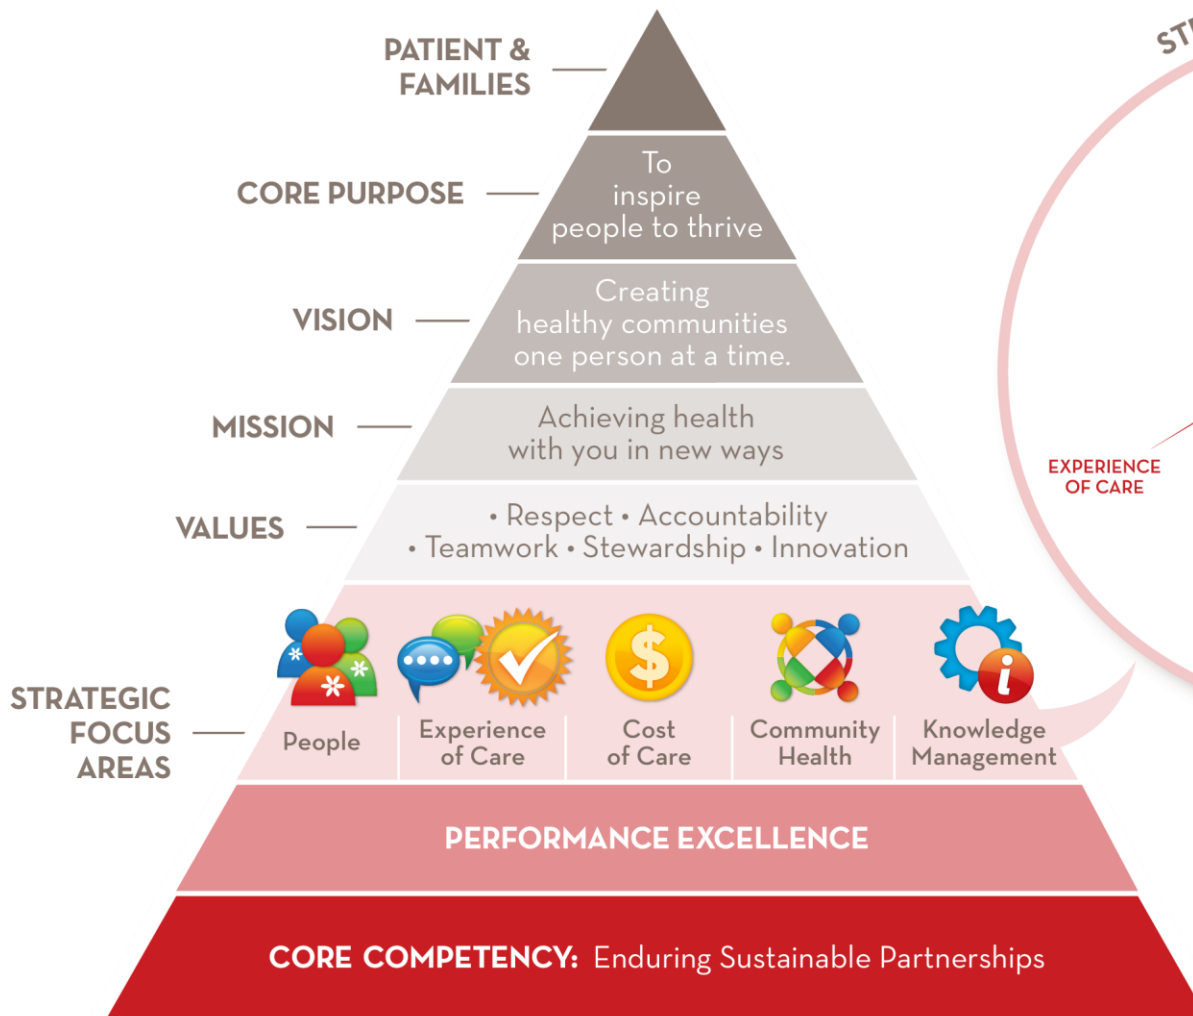 PATIENT &
FAMILIES
CORE PURPOSE
To
inspire
people to thrive
VISION
Creating
healthy communities
one person at a time.
MISSION
Achieving health
with you in new ways
VALUES
• Respect • Accountability
• Teamwork • Stewardship • Innovation
STRATEGIC
FOCUS
AREAS
People
Experience
of Care
Cost
of Care
Community
Health
Knowledge
Management
PERFORMANCE EXCELLENCE
CORE COMPETENCY: Enduring Sustainable Partnerships
EXPERIENCE
OF CARE